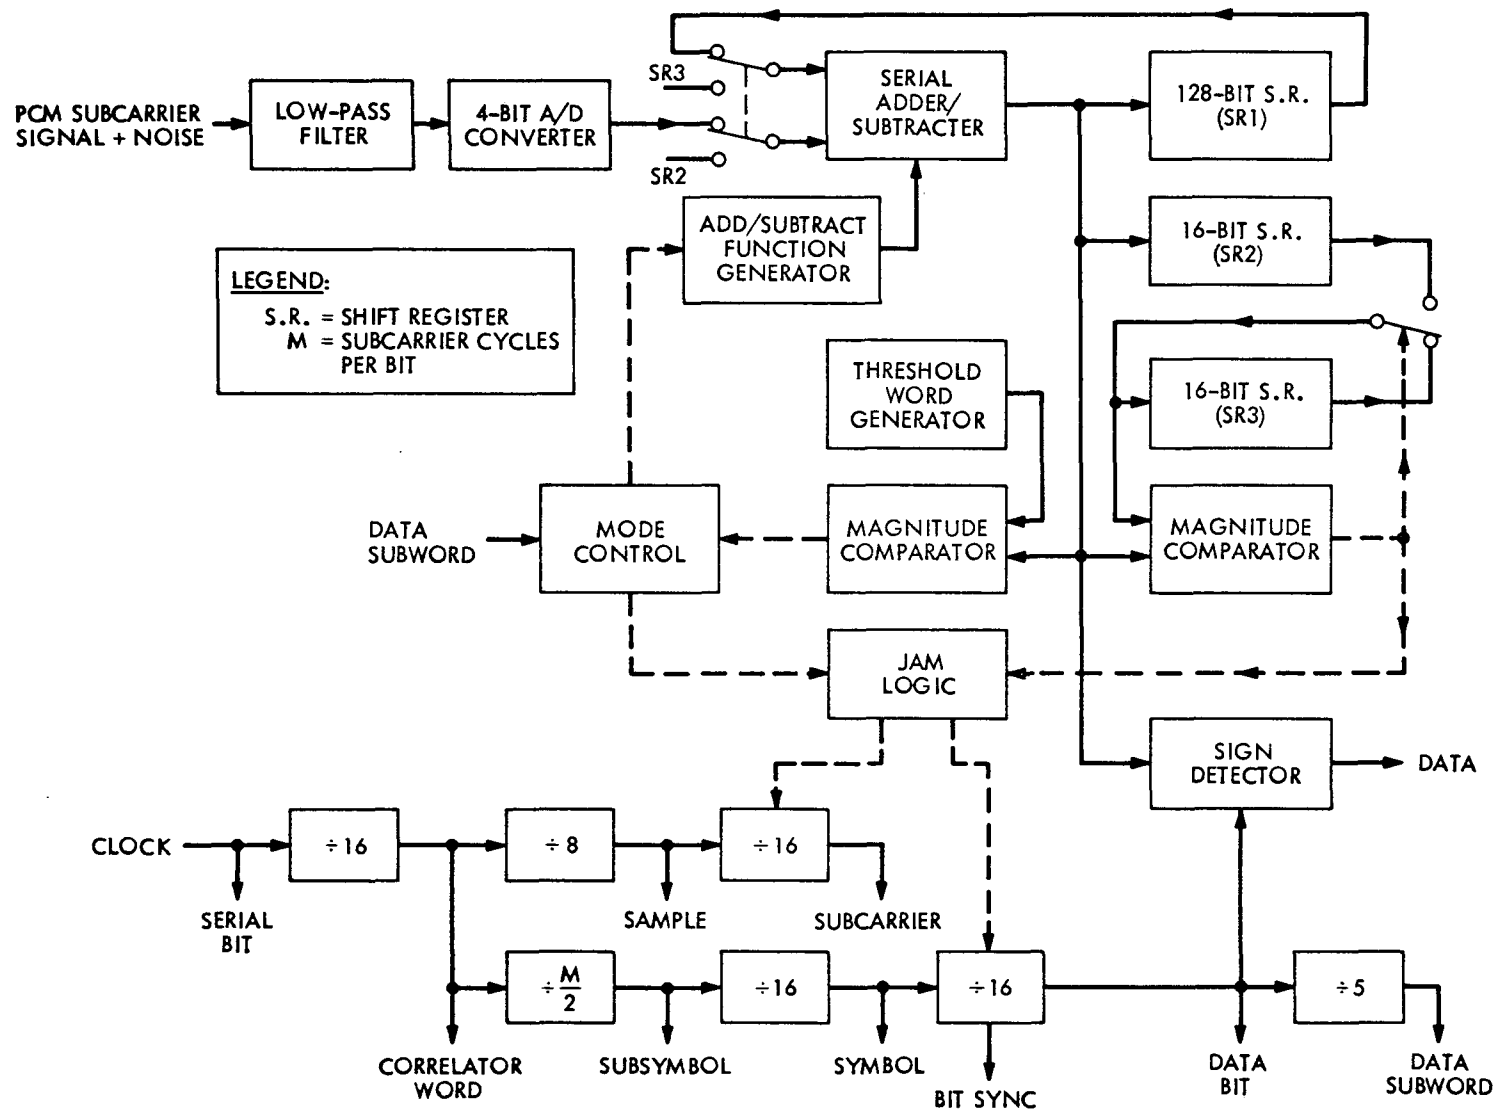 SR3
SERIAL
ADDER/
SUBTRACTER
128-BIT S.R.
(SR1)
PCM SUBCARRIER
SIGNAL + NOISE
LOW-PASS
FILTER
4-BIT A/D
CONVERTER
SR2
ADD/SUBTRACT
FUNCTION
GENERATOR
16-BIT S.R.
(SR2)
LEGEND:
S.R. = SHIFT REGISTER
M = SUBCARRIER CYCLES
PER BIT
THRESHOLD
WORD
GENERATOR
16-BIT S.R.
(SR3)
DATA
SUBWORD
MODE
CONTROL
MAGNITUDE
COMPARATOR
MAGNITUDE
COMPARATOR
JAM
LOGIC
SIGN
DETECTOR
DATA
CLOCK
÷16
÷8
÷16
SERIAL
BIT
SAMPLE
SUBCARRIER
÷ M/2
÷16
÷16
÷5
CORRELATOR
WORD
SUBSYMBOL
SYMBOL
BIT SYNC
DATA
BIT
DATA
SUBWORD